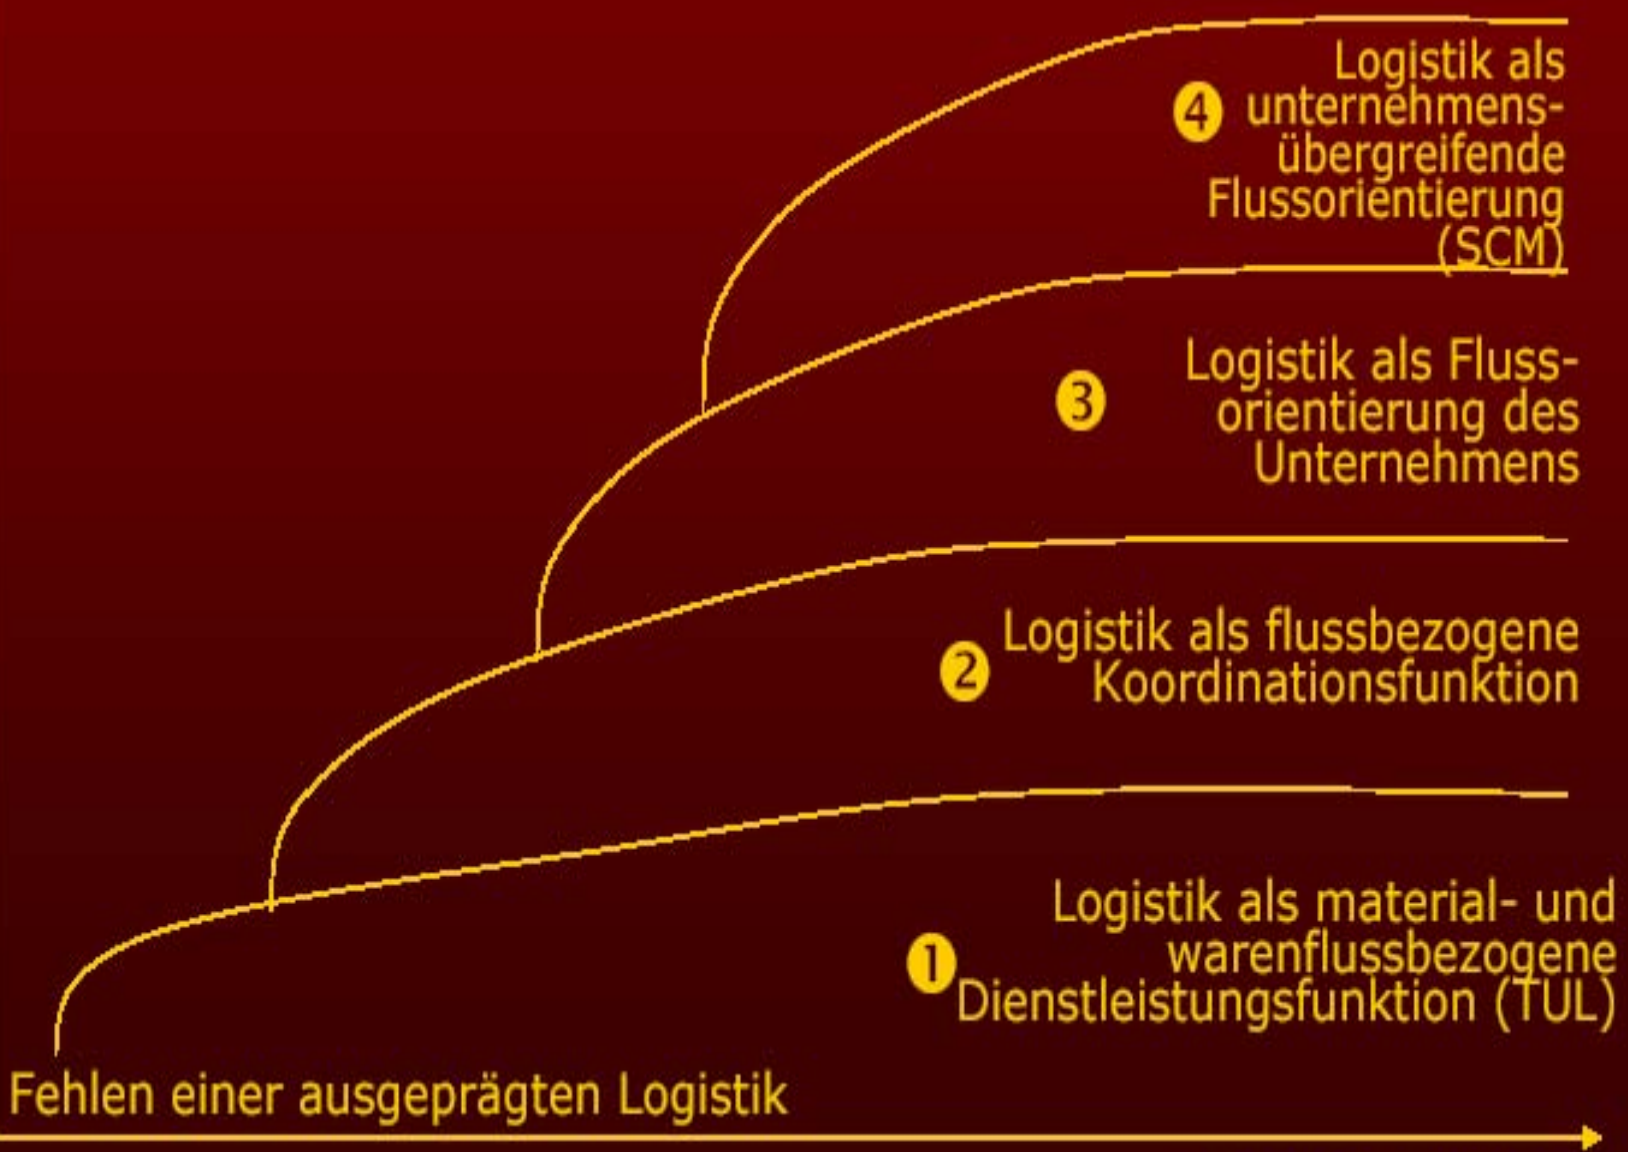 Logistik als
4 unternehmens-
übergreifende
Flussorientierung
(SCM)
Logistik als Fluss-
3 orientierung des
Unternehmens
Logistik als flussbezogene
2 Koordinationsfunktion
Logistik als material- und
1 warenflussbezogene
Dienstleistungsfunktion (TUL)
Fehlen einer ausgeprägten Logistik